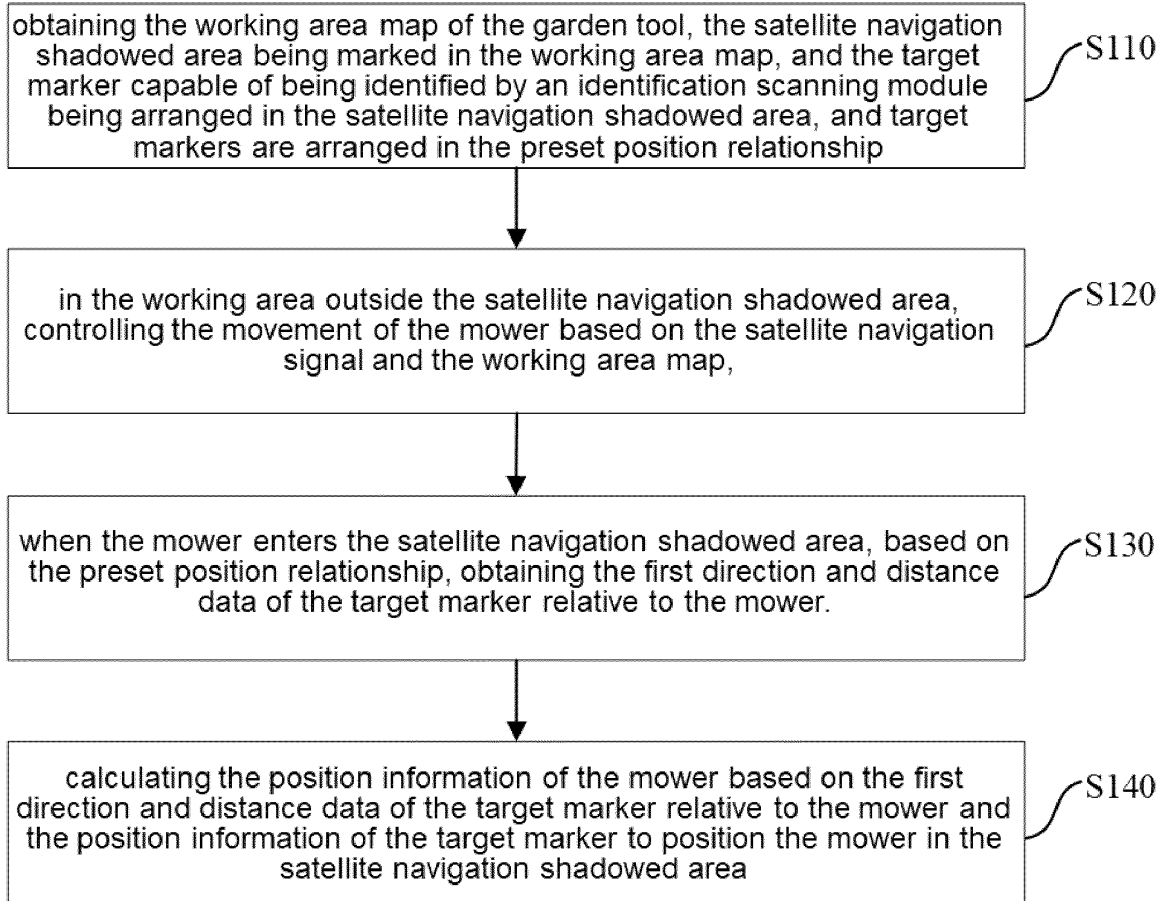 obtaining the working area map of the garden tool, the satellite navigation
shadowed area being marked in the working area map, and the target
marker capable of being identified by an identification scanning module
being arranged in the satellite navigation shadowed area, and target
markers are arranged in the preset position relationship
S110
in the working area outside the satellite navigation shadowed area,
controlling the movement of the mower based on the satellite navigation
signal and the working area map,
S120
when the mower enters the satellite navigation shadowed area, based on
the preset position relationship, obtaining the first direction and distance
data of the target marker relative to the mower.
S130
calculating the position information of the mower based on the first
direction and distance data of the target marker relative to the mower and
the position information of the target marker to position the mower in the
satellite navigation shadowed area
S140